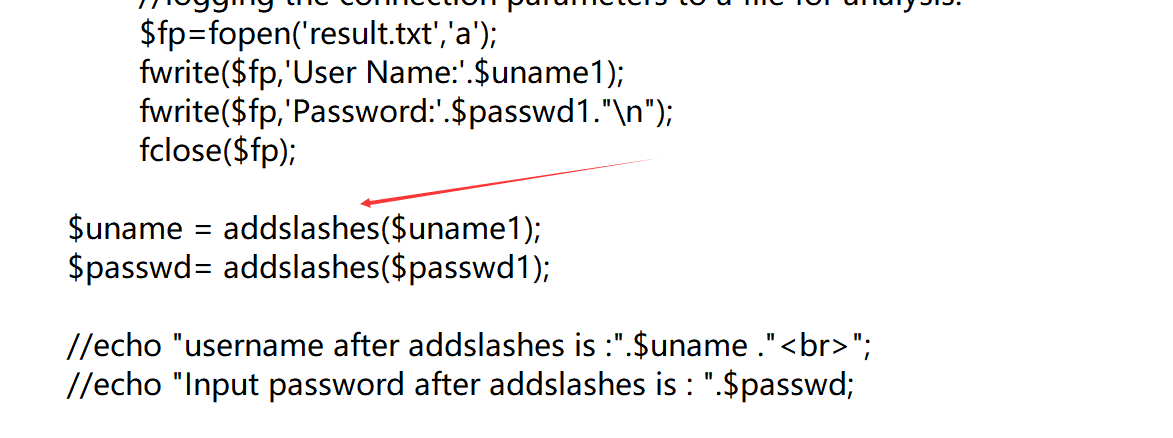 //logging the connection parameters to a file for analysis.
$fp=fopen('result.txt','a');
fwrite($fp,'User Name:'.$uname1);
fwrite($fp,'Password:'.$passwd1."\n");
fclose($fp);
$uname = addslashes($uname1);
$passwd= addslashes($passwd1);
//echo "username after addslashes is :".$uname ."<br>";
//echo "Input password after addslashes is : ".$passwd;